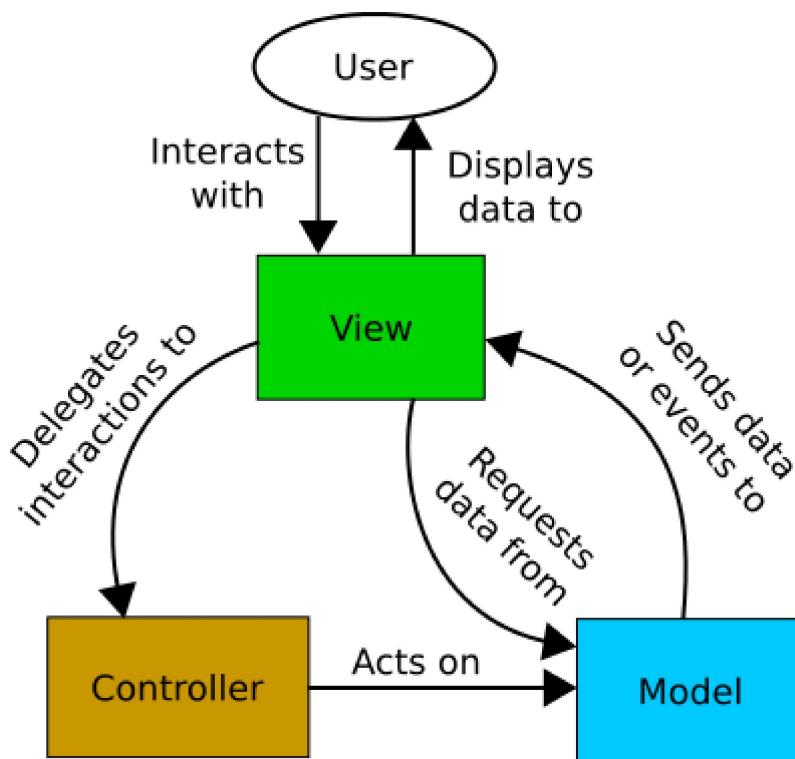 User
Interacts
with
Displays
data to
View
Delegates
interactions to
Sends data
or events to
Requests
data from
Controller
Acts on
Model